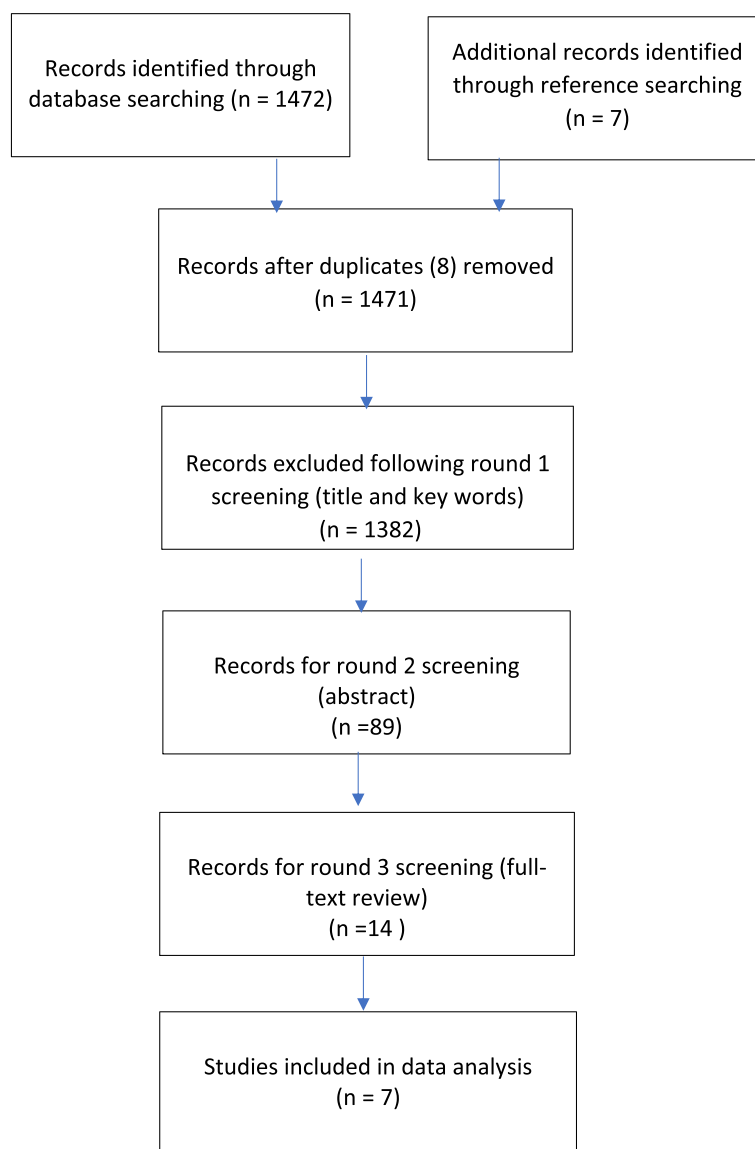 Records identified through
database searching (n = 1472)
Additional records identified
through reference searching
(n = 7)
Records after duplicates (8) removed
(n = 1471)
Records excluded following round 1
screening (title and key words)
(n = 1382)
Records for round 2 screening
(abstract)
(n =89)
Records for round 3 screening (full-
text review)
(n =14 )
Studies included in data analysis
(n = 7)